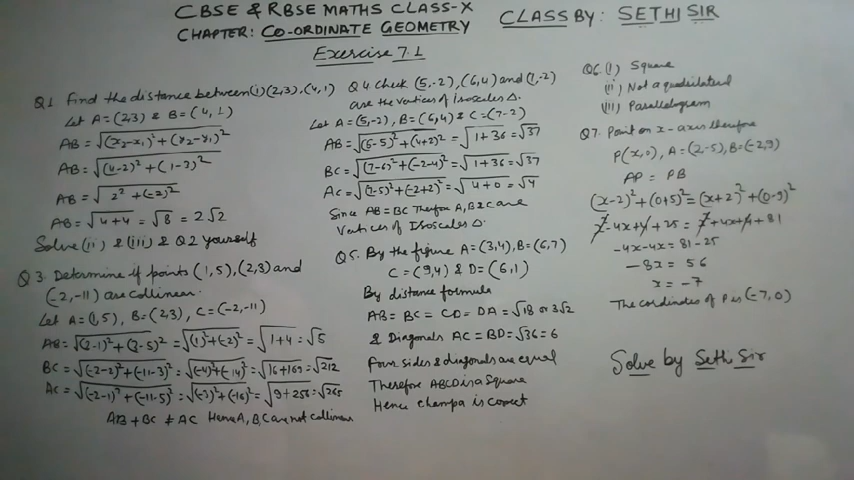 CBSE & RBSE MATHS CLASS-X
CHAPTER: CO-ORDINATE GEOMETRY
CLASS BY: SETHI SIR
Exercise 7.1
Q1 Find the distance between (i) (2,3), (4,1)
Let A = (2,3) & B = (4,1)
AB = √(x₂-x₁)² + (y₂-y₁)²
AB = √(4-2)² + (1-3)²
AB = √2² + (-2)²
AB = √4+4 = √8 = 2√2
Solve (ii) & (iii) & Q2 yourself
Q3. Determine if points (1,5), (2,3) and
(-2,-11) are collinear.
Let A = (1,5), B = (2,3), C = (-2,-11)
AB = √(2-1)² + (3-5)² = √(1)² + (-2)² = √1+4 = √5
BC = √(-2-2)² + (-11-3)² = √(-4)² + (-14)² = √16+169 = √212
AC = √(-2-1)² + (-11-5)² = √(-3)² + (-16)² = √9+256 = √265
AB + BC ≠ AC Hence A, B, C are not collinear
Q4. Check (5,-2), (6,4) and (7,-2)
are the vertices of isosceles Δ.
Let A = (5,-2), B = (6,4) & C = (7-2)
AB = √(6-5)² + (4+2)² = √1+36 = √37
BC = √(7-6)² + (-2-4)² = √1+36 = √37
AC = √(7-5)² + (-2+2)² = √4+0 = √4
Since AB = BC Therefor A, B & C are
Vertices of Isosceles Δ.
Q5. By the figure A = (3,4), B = (6,7)
C = (9,4) & D = (6,1)
By distance formula
AB = BC = CD = DA = √18 or 3√2
& Diagonals AC = BD = √36 = 6
Four sides & diagonals are equal
Therefore ABCD is a Square
Hence Champa is correct
Q6. (i) Square
(ii) Not a quadrilateral
(iii) Parallelogram
Q7. Point on x-axis therefore
P(x,0), A = (2-5), B = (-2,9)
AP = PB
(x-2)² + (0+5)² = (x+2)² + (0-9)²
x²-4x+4+25 = x²+4x+4+81
-4x-4x = 81-25
-8x = 56
x = -7
The cordinates of P is (-7,0)
Solve by Sethi Sir